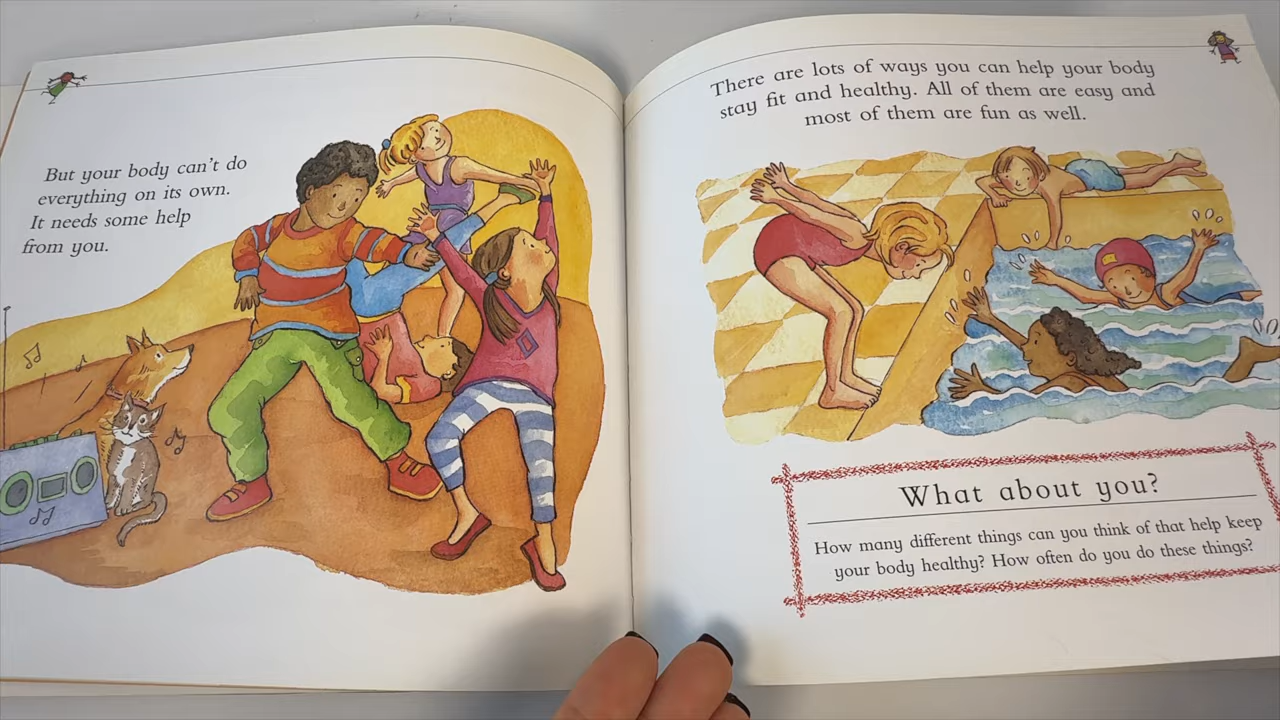 But your body can't do
everything on its own.
It needs some help
from you.
There are lots of ways you can help your body
stay fit and healthy. All of them are easy and
most of them are fun as well.
What about you?
How many different things can you think of that help keep
your body healthy? How often do you do these things?